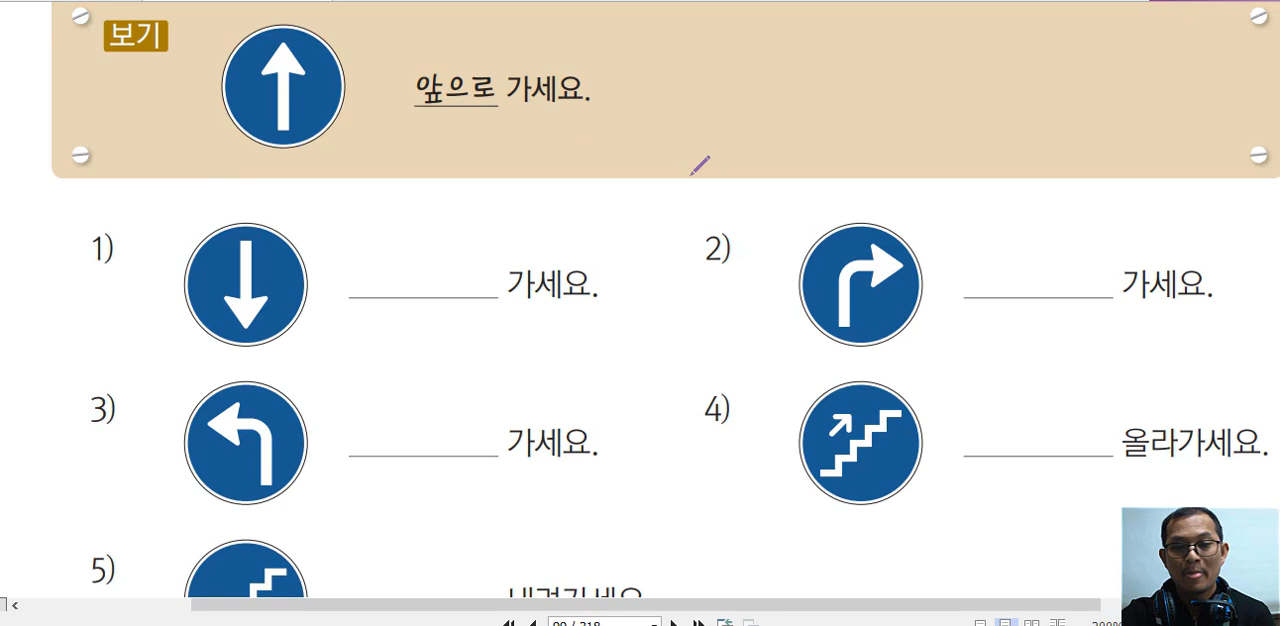 보기
앞으로 가세요.
1) 가세요.
2) 가세요.
3) 가세요.
4) 올라가세요.
5)